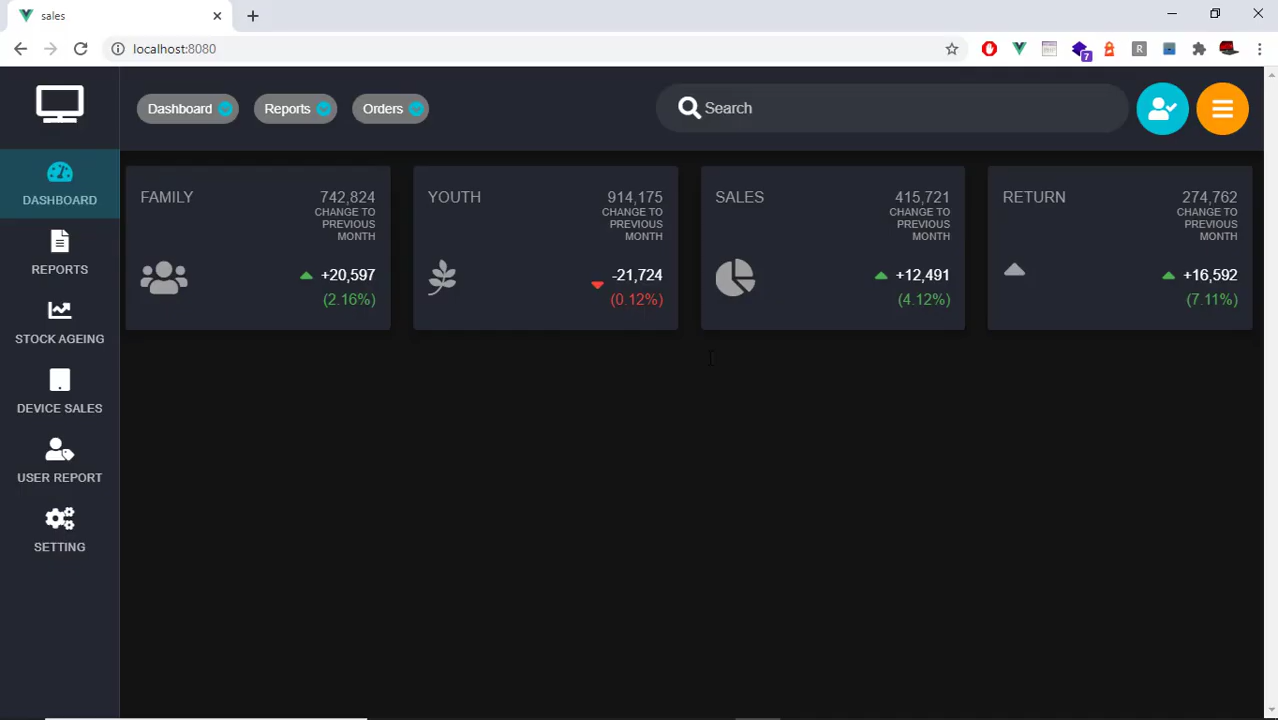 sales
localhost:8080
7
R
Dashboard
Reports
Orders
Search
DASHBOARD
REPORTS
STOCK AGEING
DEVICE SALES
USER REPORT
SETTING
FAMILY
742,824
CHANGE TO
PREVIOUS
MONTH
+20,597
(2.16%)
YOUTH
914,175
CHANGE TO
PREVIOUS
MONTH
-21,724
(0.12%)
SALES
415,721
CHANGE TO
PREVIOUS
MONTH
+12,491
(4.12%)
RETURN
274,762
CHANGE TO
PREVIOUS
MONTH
+16,592
(7.11%)